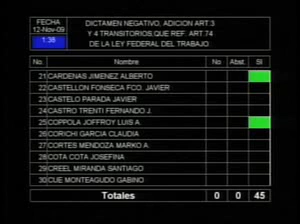 FECHA
12-Nov-09
1:38
DICTAMEN NEGATIVO, ADICION ART.3
Y 4 TRANSITORIOS,QUE REF. ART.74
DE LA LEY FEDERAL DEL TRABAJO
No. Nombre No Abst. SI
21 CARDENAS JIMENEZ ALBERTO
22 CASTELLON FONSECA FCO. JAVIER
23 CASTELO PARADA JAVIER
24 CASTRO TRENTI FERNANDO J.
25 COPPOLA JOFFROY LUIS A.
26 CORICHI GARCIA CLAUDIA
27 CORTES MENDOZA MARKO A.
28 COTA COTA JOSEFINA
29 CREEL MIRANDA SANTIAGO
30 CUE MONTEAGUDO GABINO
Totales 0 0 45